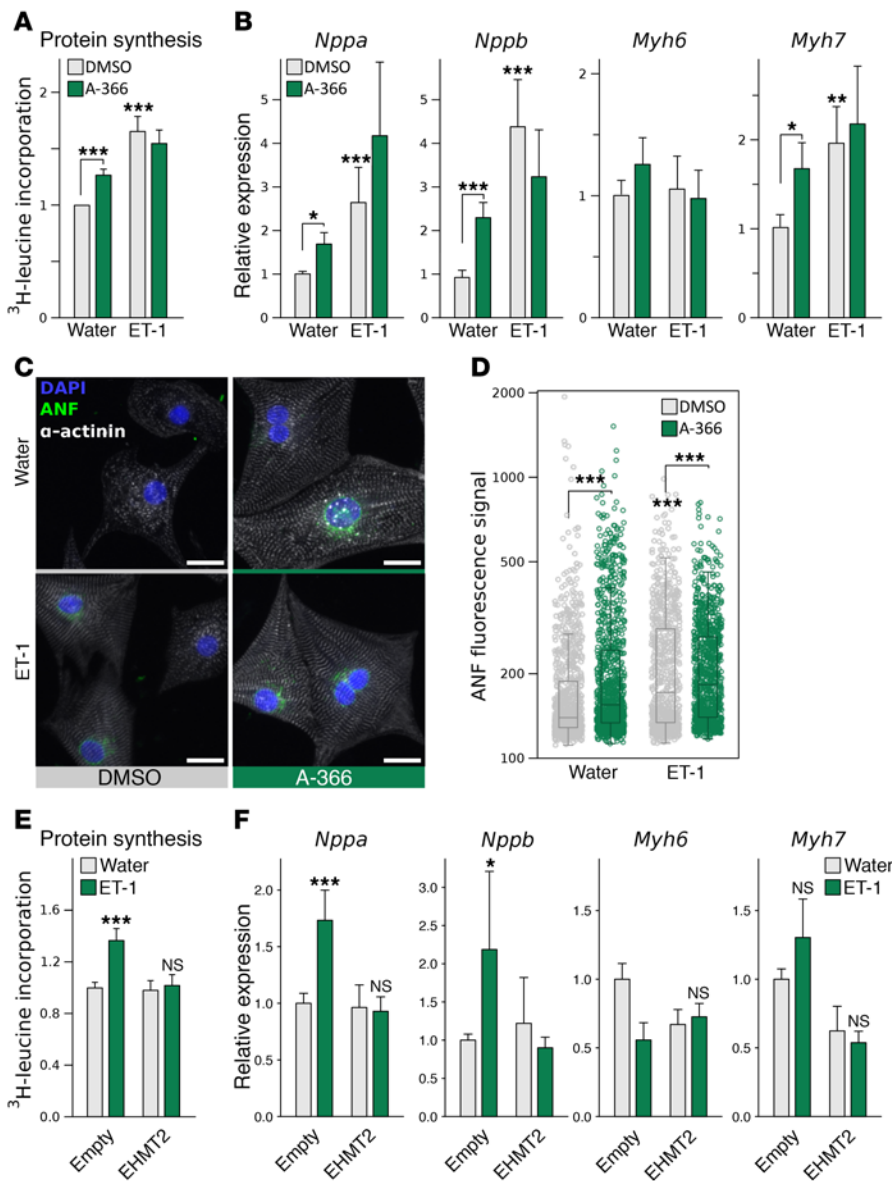 A
Protein synthesis
DMSO
A-366
³H-leucine incorporation
2
1
0
***
***
Water ET-1
B
Nppa
Nppb
Myh6
Myh7
DMSO
A-366
Relative expression
5
4
3
2
1
0
*
***
Water ET-1
5
4
3
2
1
0
***
***
Water ET-1
2
1
0
Water ET-1
3
2
1
0
*
**
Water ET-1
C
DAPI
ANF
α-actinin
Water
ET-1
DMSO
A-366
D
ANF fluorescence signal
2000
1000
500
200
100
DMSO
A-366
***
***
***
Water ET-1
E
Protein synthesis
Water
ET-1
³H-leucine incorporation
1.8
1.4
1.0
0.6
0.0
***
NS
Empty
EHMT2
F
Nppa
Nppb
Myh6
Myh7
Relative expression
2.0
1.5
1.0
0.5
0.0
***
NS
Empty
EHMT2
3.0
2.5
2.0
1.5
1.0
0.5
0.0
*
Empty
EHMT2
1.5
1.0
0.5
0.0
NS
Empty
EHMT2
Water
ET-1
1.5
1.0
0.5
0.0
NS
NS
Empty
EHMT2